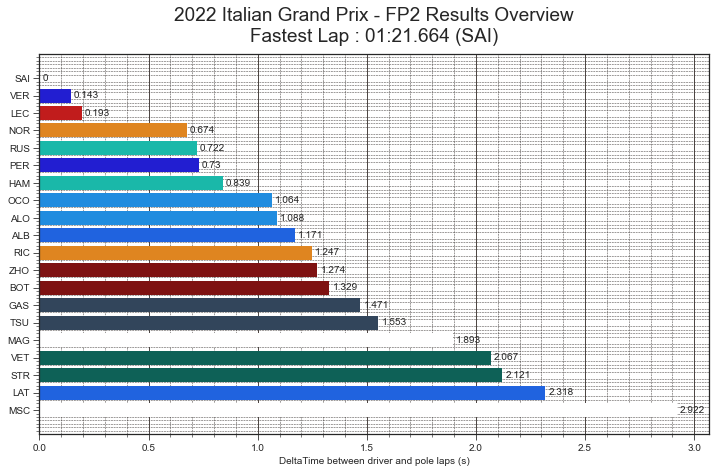 2022 Italian Grand Prix - FP2 Results Overview
Fastest Lap : 01:21.664 (SAI)
SAI 0
VER 0.143
LEC 0.193
NOR 0.674
RUS 0.722
PER 0.73
HAM 0.839
OCO 1.064
ALO 1.088
ALB 1.171
RIC 1.247
ZHO 1.274
BOT 1.329
GAS 1.471
TSU 1.553
MAG 1.893
VET 2.067
STR 2.121
LAT 2.318
MSC 2.922
0.0 0.5 1.0 1.5 2.0 2.5 3.0
DeltaTime between driver and pole laps (s)